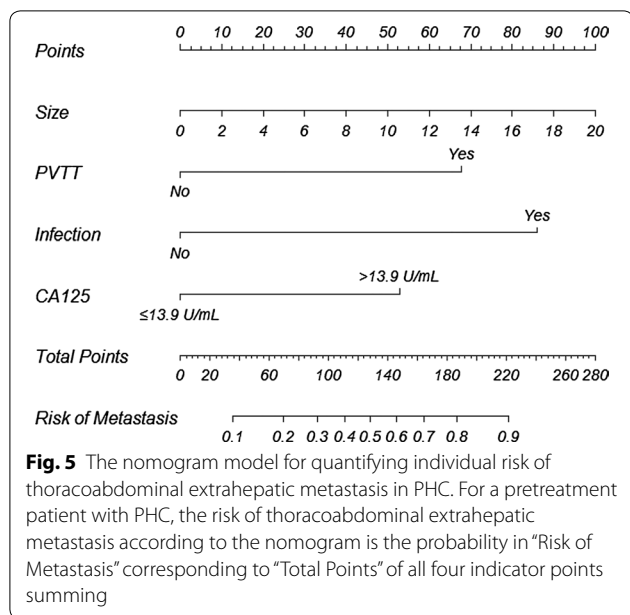 0 10 20 30 40 50 60 70 80 90 100
Points
Size
0 2 4 6 8 10 12 14 16 18 20
Yes
PVTT
No
Yes
Infection
No
>13.9 U/mL
CA125
≤13.9 U/mL
Total Points
0 20 60 100 140 180 220 260 280
Risk of Metastasis
0.1 0.2 0.3 0.4 0.5 0.6 0.7 0.8 0.9
Fig. 5 The nomogram model for quantifying individual risk of
thoracoabdominal extrahepatic metastasis in PHC. For a pretreatment
patient with PHC, the risk of thoracoabdominal extrahepatic
metastasis according to the nomogram is the probability in “Risk of
Metastasis” corresponding to “Total Points” of all four indicator points
summing